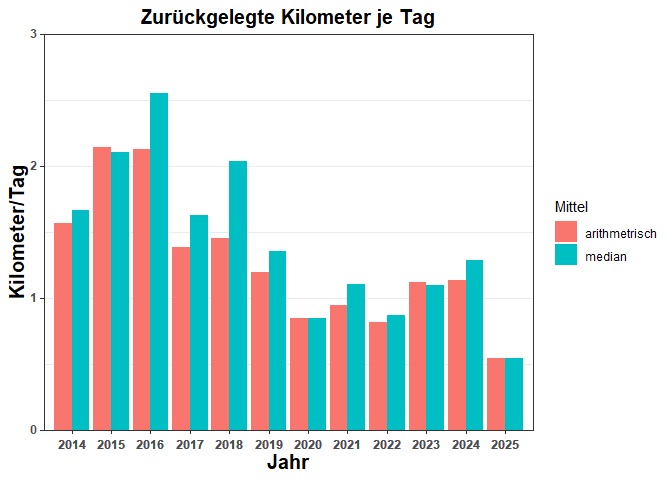 Zurückgelegte Kilometer je Tag
Kilometer/Tag
3
2
1
0
2014 2015 2016 2017 2018 2019 2020 2021 2022 2023 2024 2025
Jahr
Mittel
arithmetrisch
median